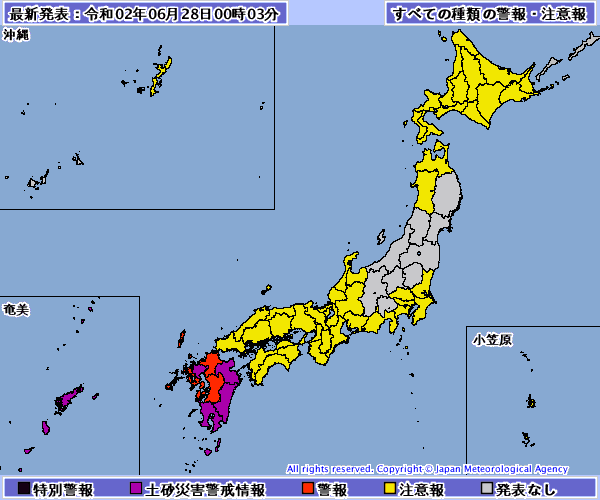 最新発表：令和02年06月28日00時03分
すべての種類の警報・注意報
沖縄
奄美
小笠原
All rights reserved. Copyright © Japan Meteorological Agency
特別警報
土砂災害警戒情報
警報
注意報
発表なし